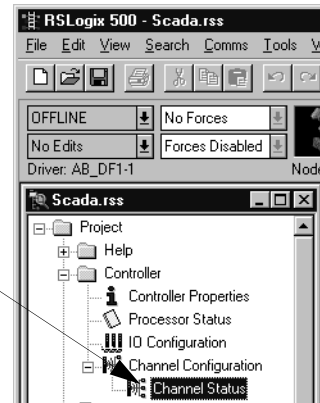 RSLogix 500 - Scada.rss
File Edit View Search Comms Tools
OFFLINE No Forces
No Edits Forces Disabled
Driver: AB_DF1-1 Node
Scada.rss
Project
Help
Controller
Controller Properties
Processor Status
IO Configuration
Channel Configuration
Channel Status